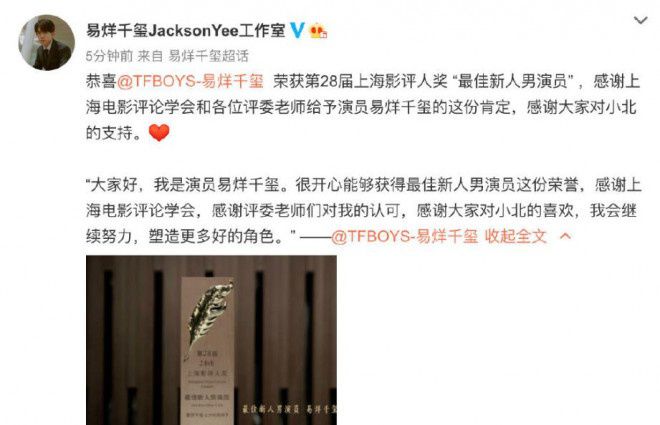 易烊千玺JacksonYee工作室
5分钟前 来自 易烊千玺超话
恭喜@TFBOYS-易烊千玺 荣获第28届上海影评人奖 “最佳新人男演员” ，感谢上
海电影评论学会和各位评委老师给予演员易烊千玺的这份肯定，感谢大家对小北
的支持。
“大家好，我是演员易烊千玺。很开心能够获得最佳新人男演员这份荣誉，感谢上
海电影评论学会，感谢评委老师们对我的认可，感谢大家对小北的喜欢，我会继
续努力，塑造更多好的角色。” ——@TFBOYS-易烊千玺 收起全文
第28届
上海影评人奖
最佳新人男演员
最佳新人男演员 易烊千玺